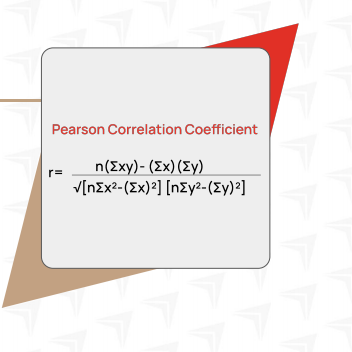 Pearson Correlation Coefficient
r= n(Σxy)- (Σx)(Σy)
√[nΣx²-(Σx)²] [nΣy²-(Σy)²]